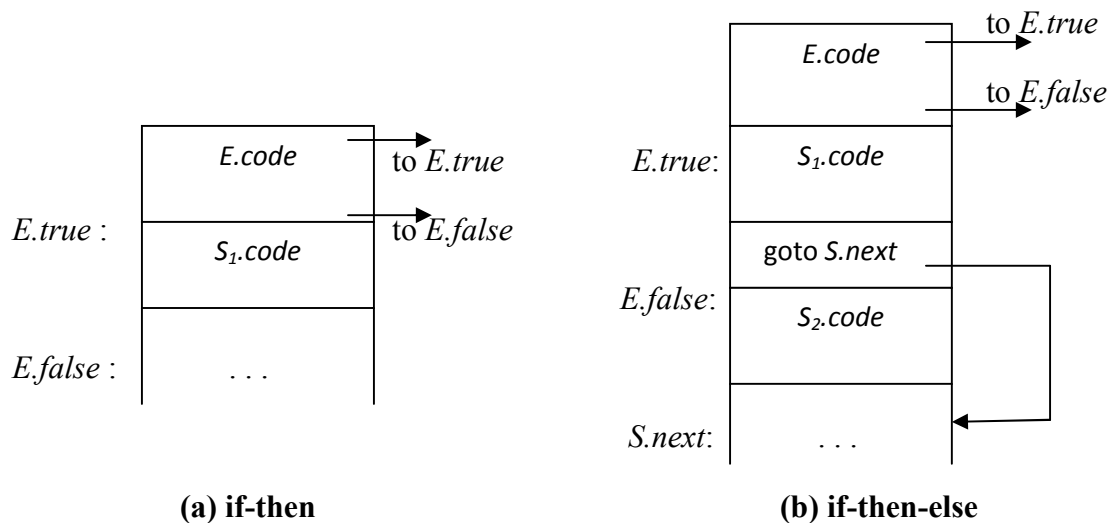 E.code
to E.true
to E.false
E.true :
S₁.code
E.false :
. . .
(a) if-then
E.code
to E.true
to E.false
E.true:
S₁.code
goto S.next
E.false:
S₂.code
S.next:
. . .
(b) if-then-else